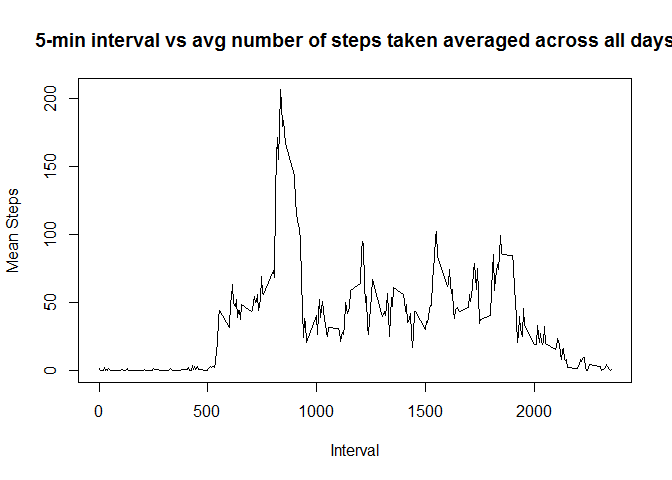 5-min interval vs avg number of steps taken averaged across all days
200
150
100
50
0
Mean Steps
0 500 1000 1500 2000
Interval